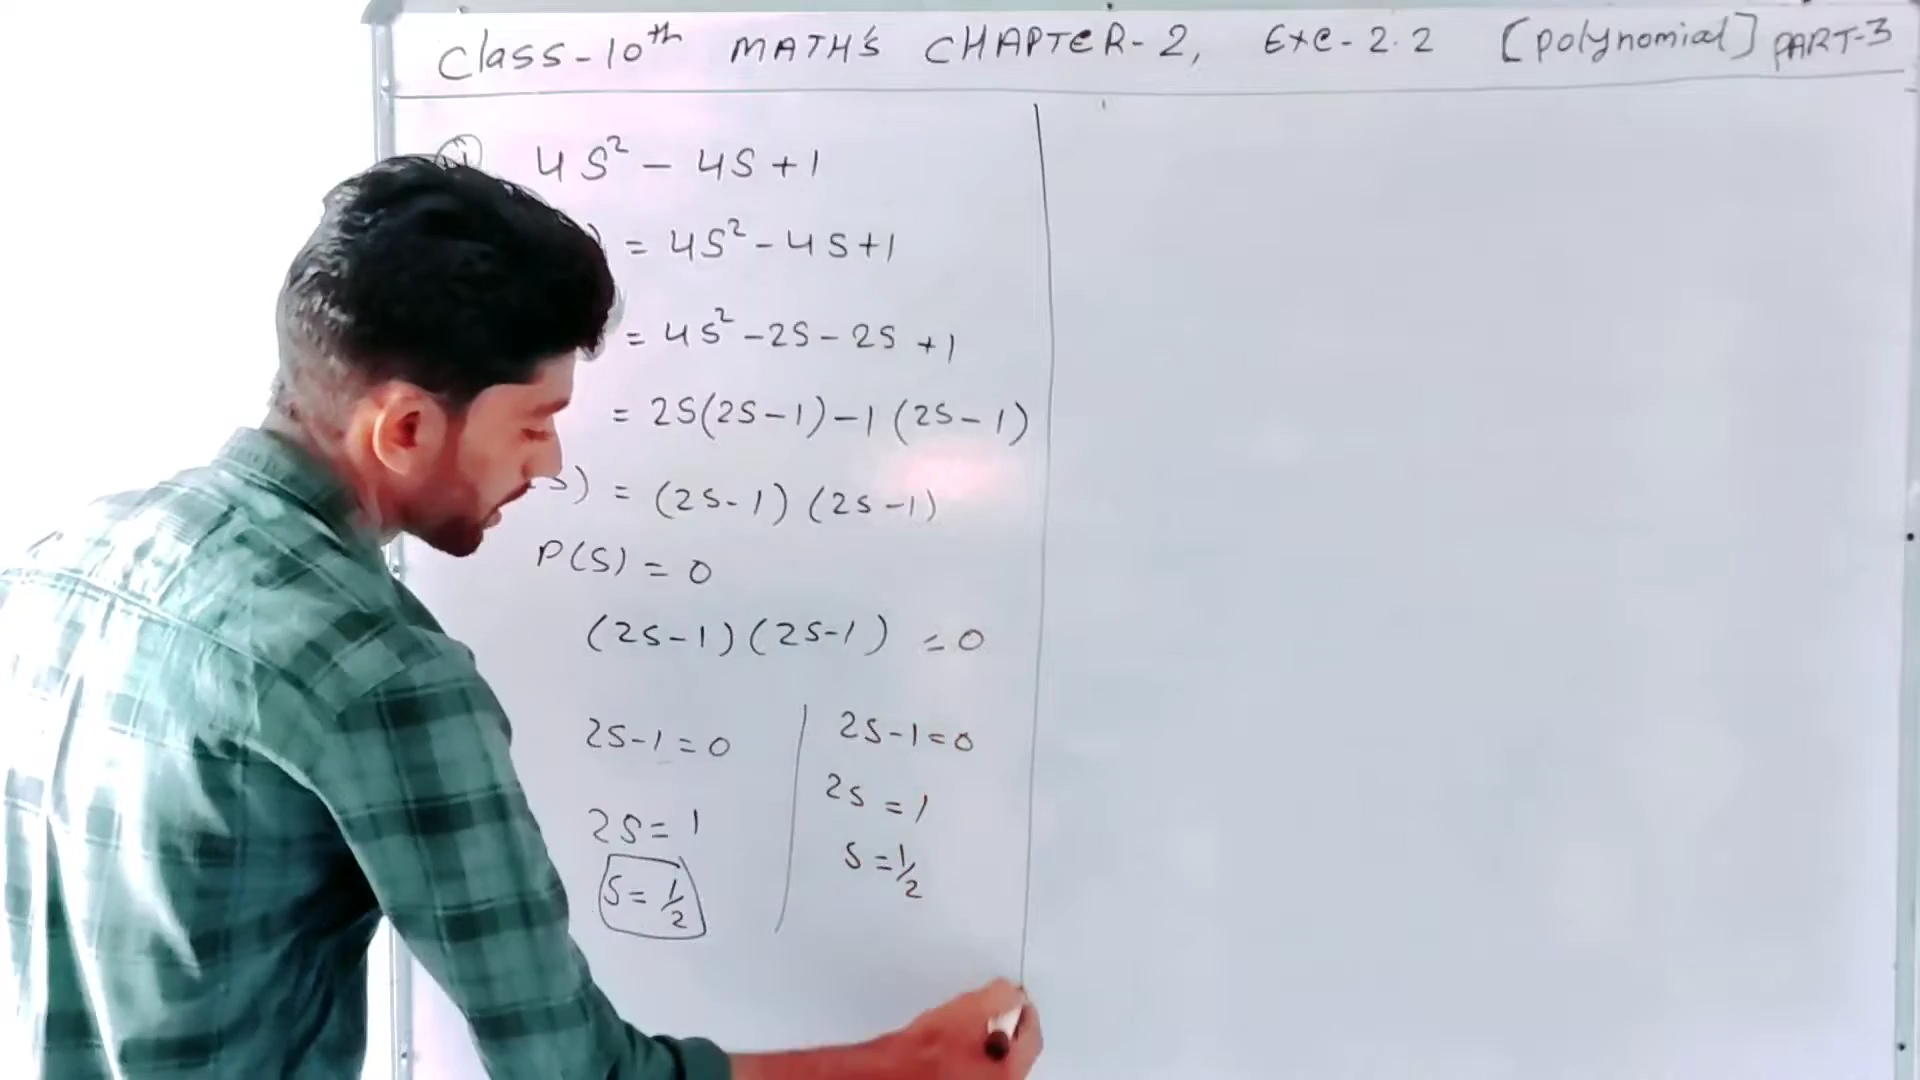 Class-10th MATH'S CHAPTER-2, Exe-2.2 [polynomial] PART-3
4S² - 4S + 1
) = 4S² - 4S + 1
= 4S² - 2S - 2S + 1
= 2S(2S-1) - 1(2S-1)
S) = (2S-1)(2S-1)
P(S) = 0
(2S-1)(2S-1) = 0
2S-1=0
2S=1
S=1/2
2S-1=0
2S=1
S=1/2